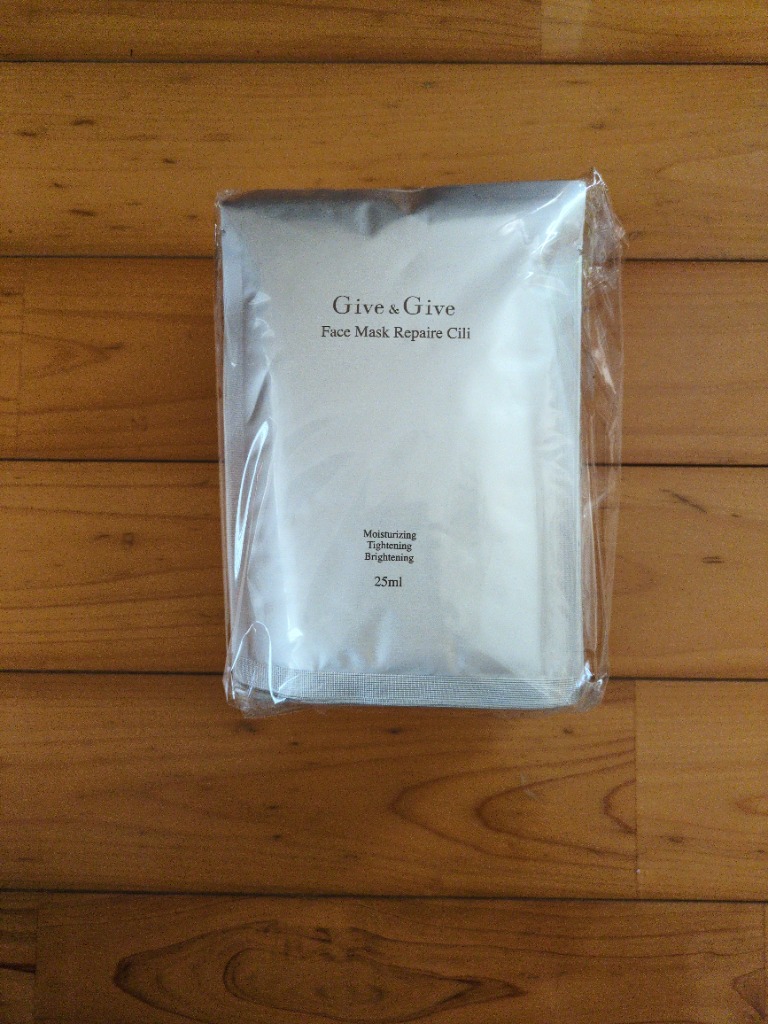 Give & Give
Face Mask Repaire Cili
Moisturizing
Tightening
Brightening
25ml